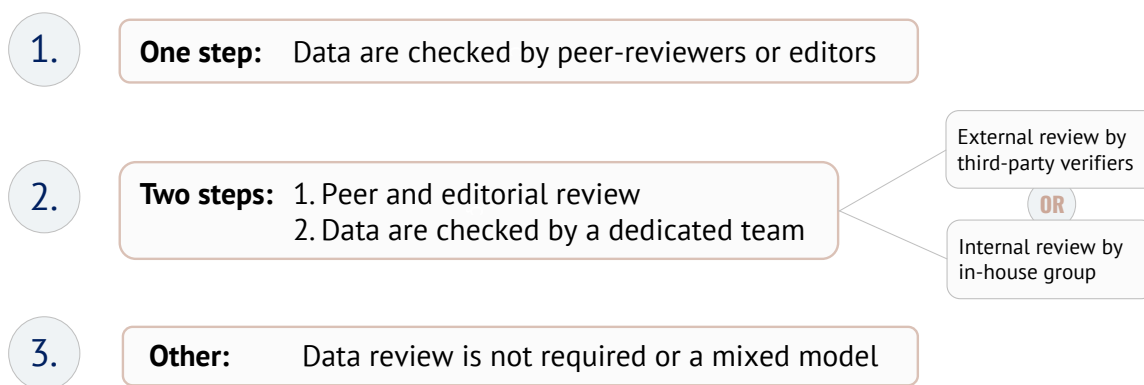 1.
One step: Data are checked by peer-reviewers or editors
2.
Two steps: 1. Peer and editorial review
2. Data are checked by a dedicated team
External review by
third-party verifiers
OR
Internal review by
in-house group
3.
Other: Data review is not required or a mixed model